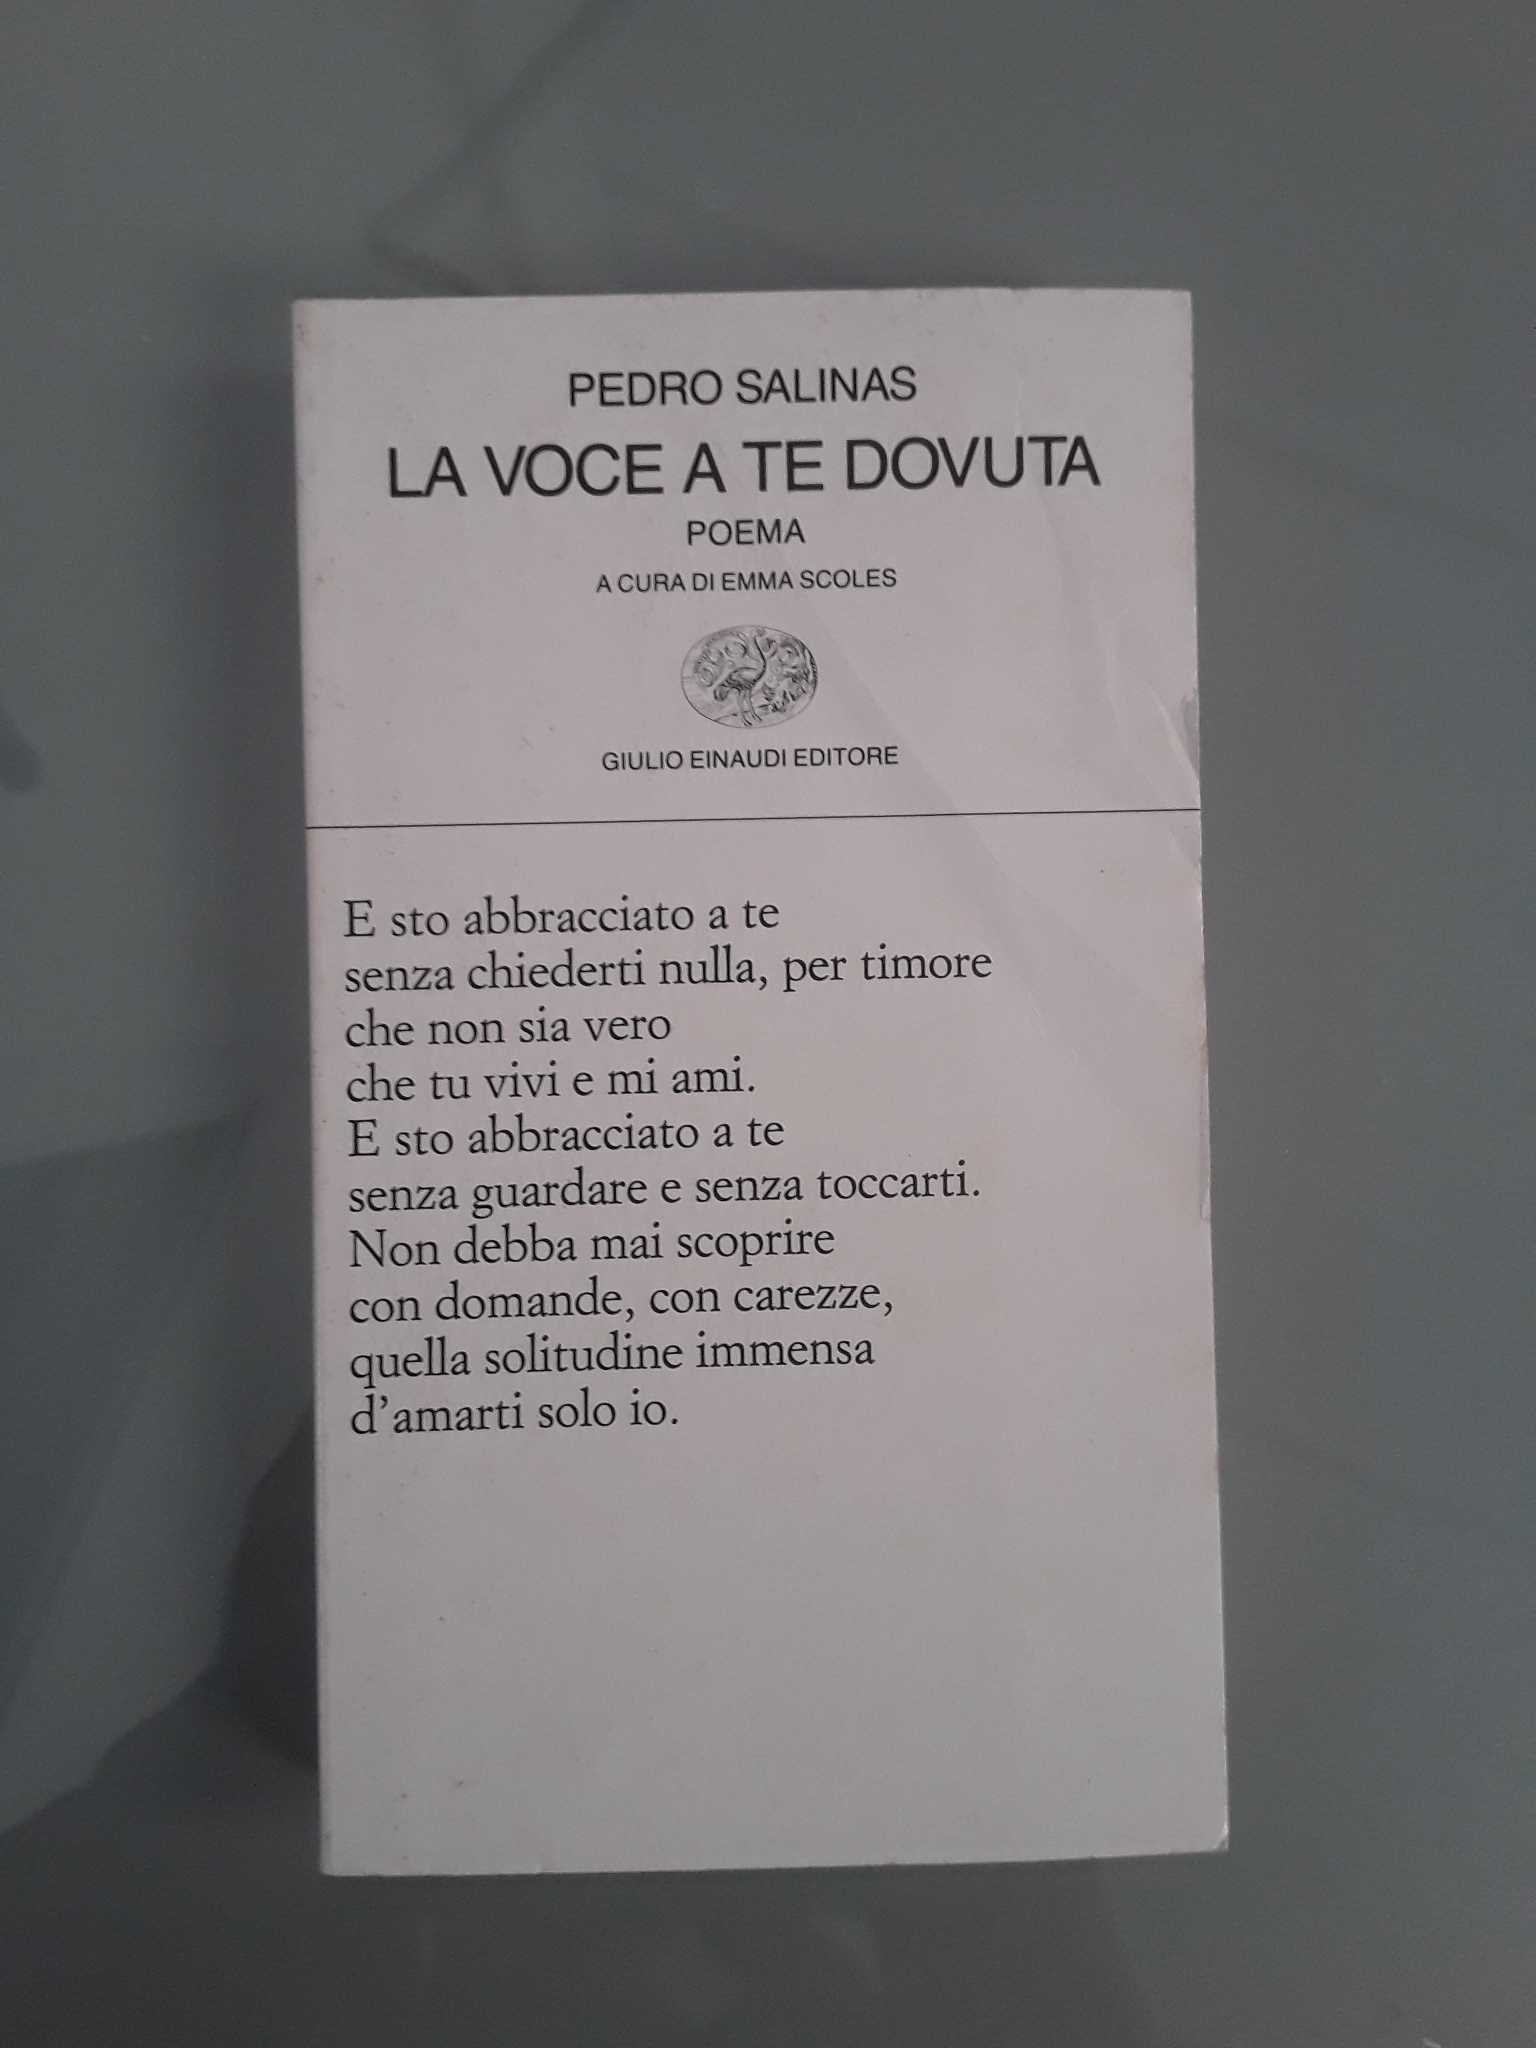 PEDRO SALINAS
LA VOCE A TE DOVUTA
POEMA
A CURA DI EMMA SCOLES
GIULIO EINAUDI EDITORE
E sto abbracciato a te
senza chiederti nulla, per timore
che non sia vero
che tu vivi e mi ami.
E sto abbracciato a te
senza guardare e senza toccarti.
Non debba mai scoprire
con domande, con carezze,
quella solitudine immensa
d’amarti solo io.